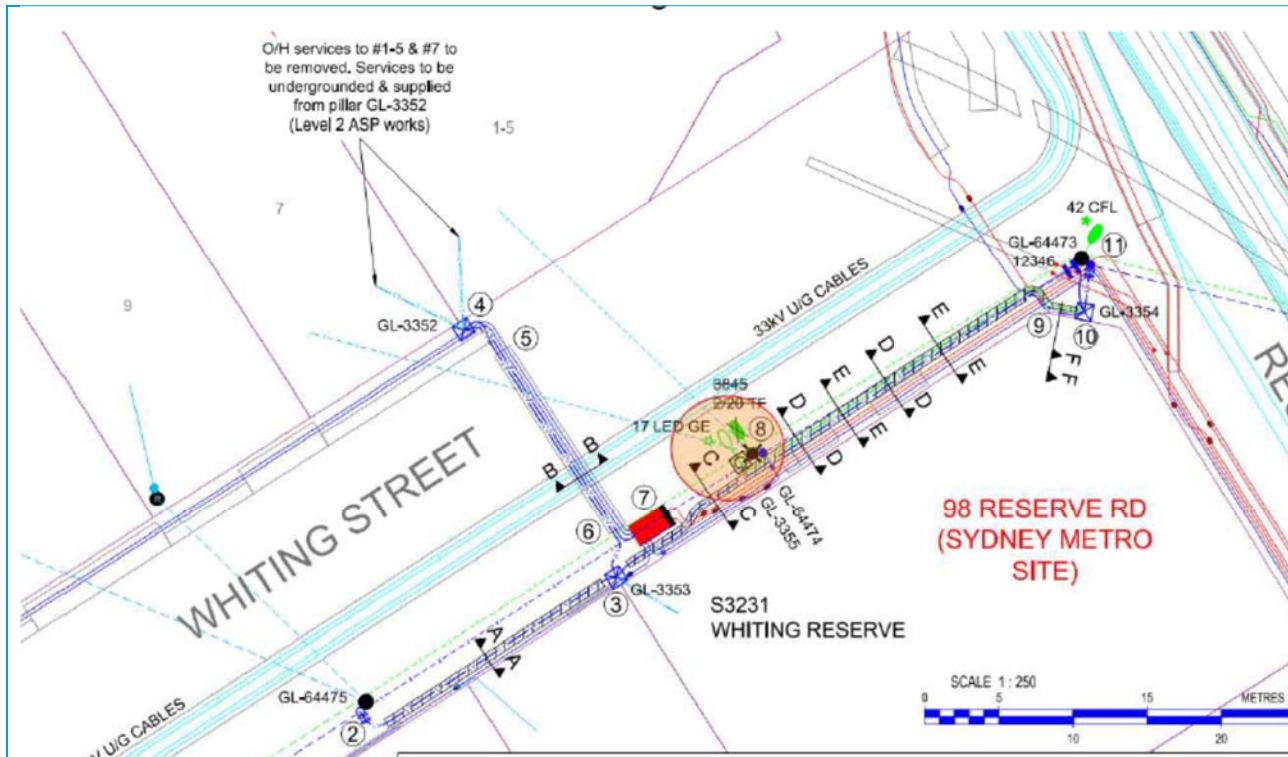 O/H services to #1-5 & #7 to
be removed. Services to be
undergrounded & supplied
from pillar GL-3352
(Level 2 ASP works)
1-5
7
9
42 CFL
GL-64473
12346
11
GL-3354
10
9
F
F
33kV U/G CABLES
4
GL-3352
5
E
E
D
D
E
E
D
D
3845
2/20 TF
17 LED GE
8
C
C
B
B
7
6
GL-64474
GL-3355
GL-3353
3
WHITING STREET
RE
98 RESERVE RD
(SYDNEY METRO
SITE)
S3231
WHITING RESERVE
A
A
GL-64475
2
V U/G CABLES
SCALE 1 : 250
0
5
15
METRES
10
20